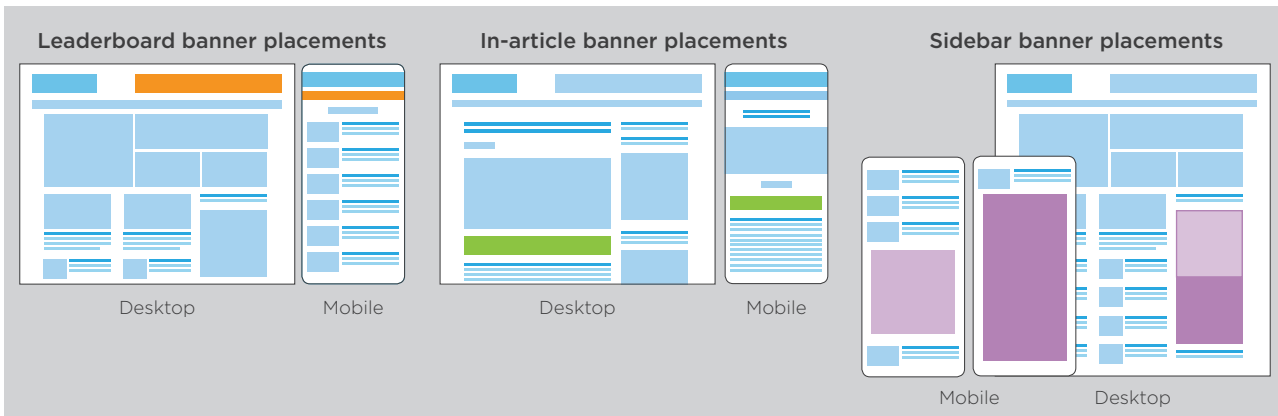 Leaderboard banner placements
Desktop
Mobile
In-article banner placements
Desktop
Mobile
Sidebar banner placements
Mobile
Desktop